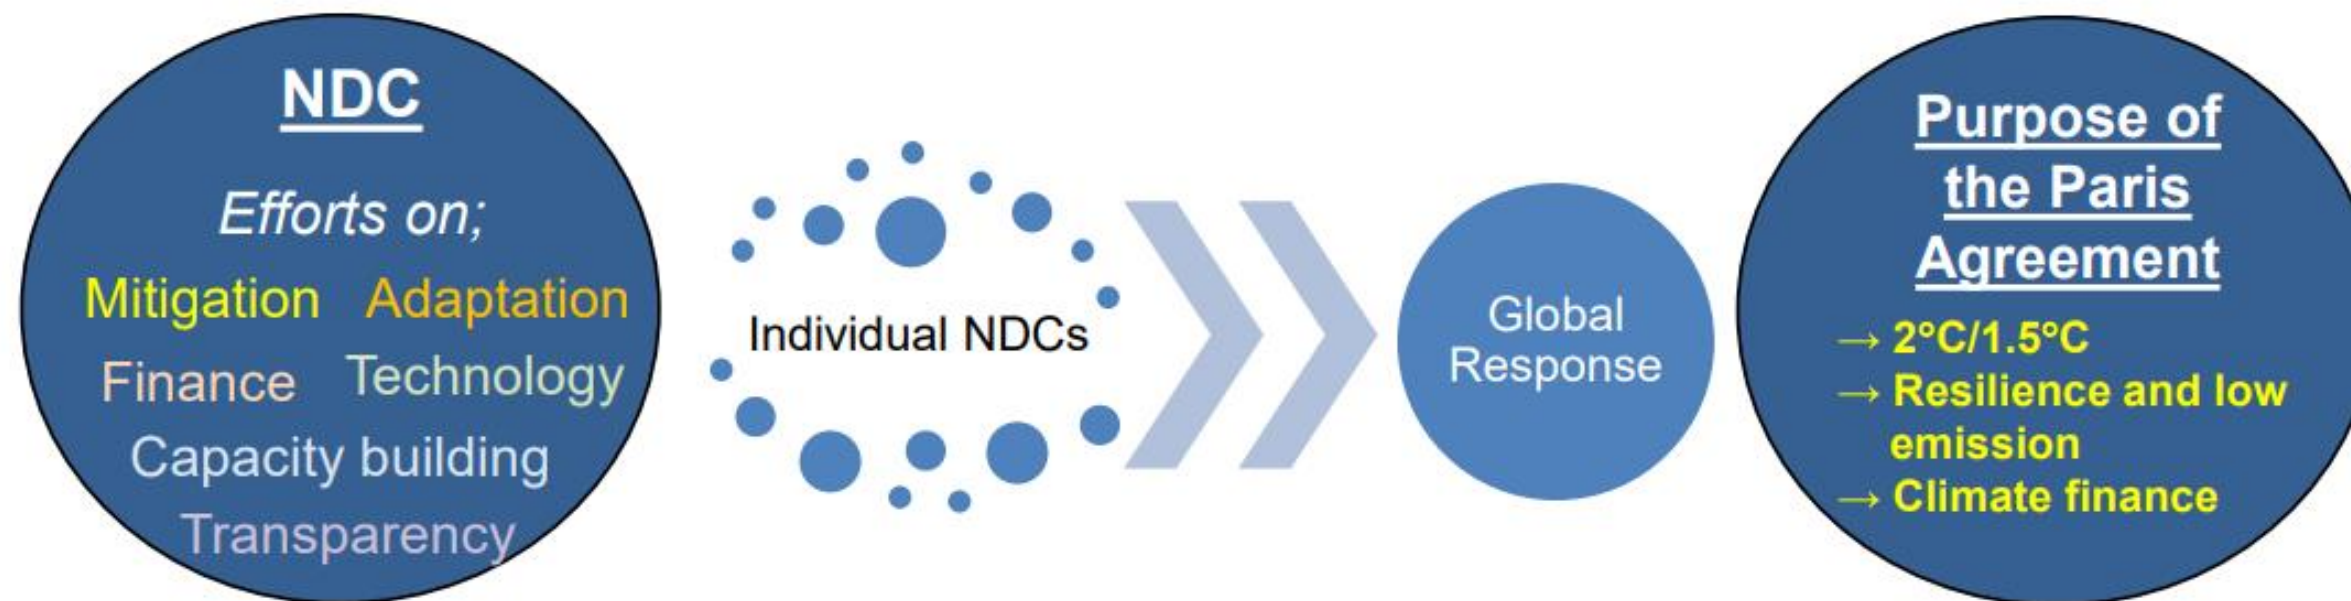 NDC
Efforts on;
Mitigation Adaptation
Finance Technology
Capacity building
Transparency
Individual NDCs
Global
Response
Purpose of
the Paris
Agreement
→ 2°C/1.5°C
→ Resilience and low
emission
→ Climate finance